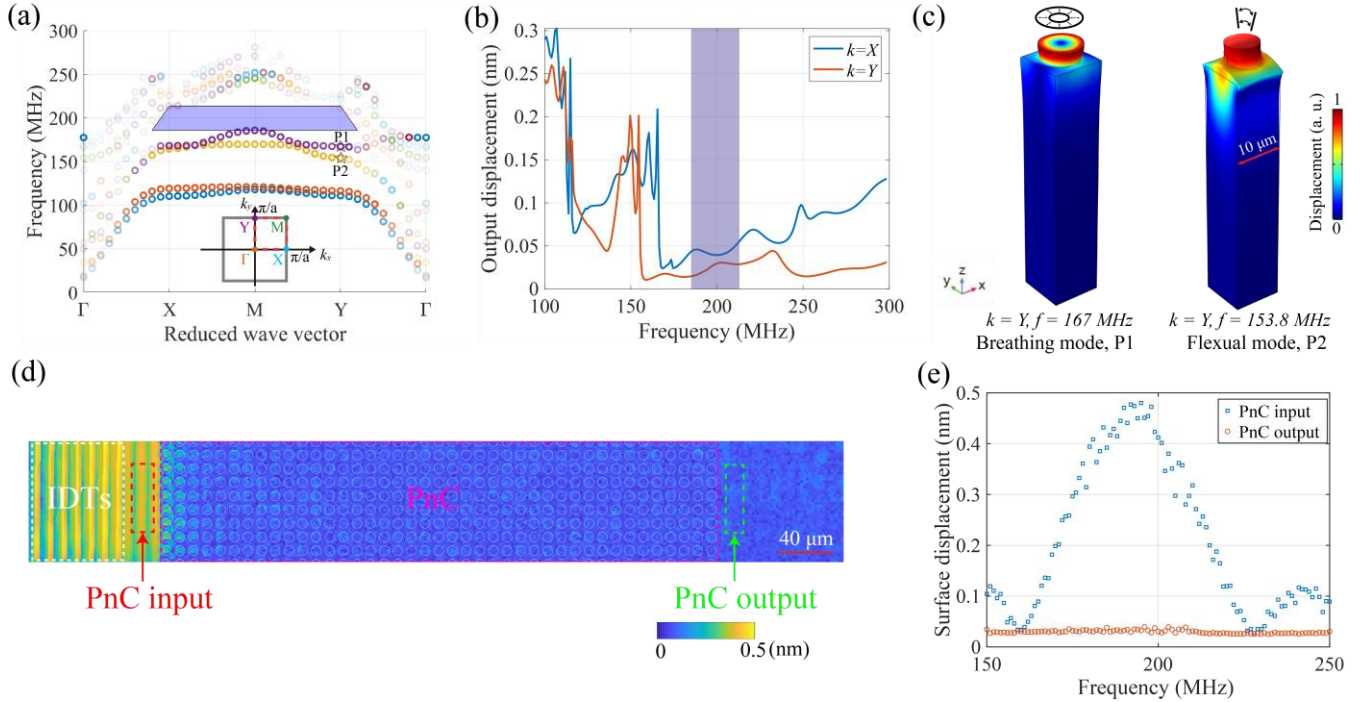 (a)
Frequency (MHz)
300
250
200
150
100
50
0
P1
P2
k_y
π/a
Y
M
Γ
X
π/a
k_x
Γ
X
M
Y
Γ
Reduced wave vector
(b)
Output displacement (nm)
0.3
0.25
0.2
0.15
0.1
0.05
0
k=X
k=Y
100
150
200
250
300
Frequency (MHz)
(c)
10 μm
Displacement (a. u.)
1
0
z
y
x
k = Y, f = 167 MHz
Breathing mode, P1
k = Y, f = 153.8 MHz
Flexual mode, P2
(d)
IDTs
PnC
40 μm
PnC input
PnC output
0
0.5
(nm)
(e)
Surface displacement (nm)
0.5
0.4
0.3
0.2
0.1
0
PnC input
PnC output
150
200
250
Frequency (MHz)